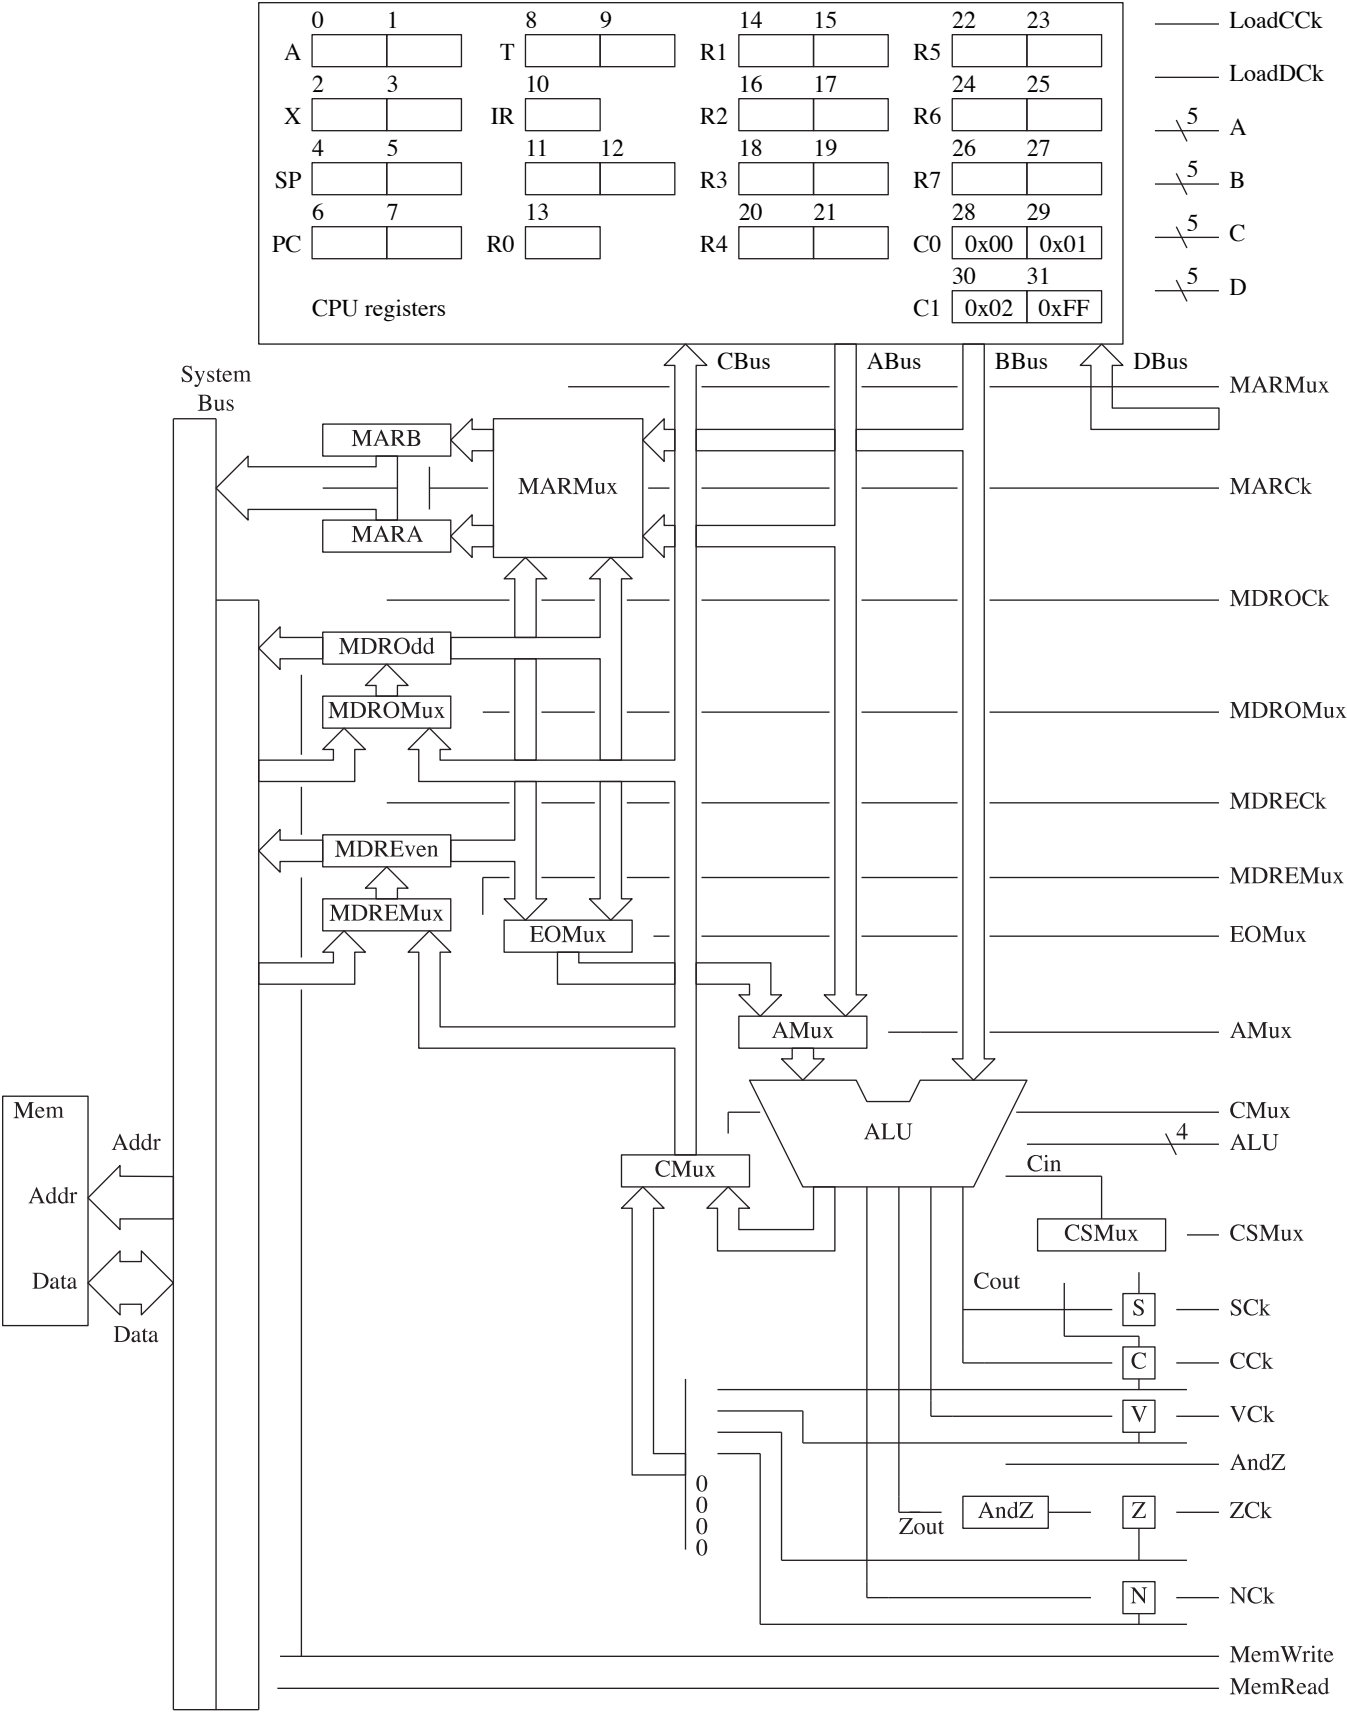 0 1 8 9 14 15 22 23 LoadCCk
A T R1 R5
LoadDCk
2 3 10 16 17 24 25
X IR R2 R6 5 A
4 5 11 12 18 19 26 27
SP R3 R7 5 B
6 7 13 20 21 28 29
PC R0 R4 C0 0x00 0x01 5 C
30 31
CPU registers C1 0x02 0xFF 5 D
CBus ABus BBus DBus
System
Bus
MARMux
MARB
MARMux MARCk
MARA
MDROCk
MDROdd
MDROMux MDROMux
MDRECk
MDREven
MDREMux
MDREMux
EOMux EOMux
AMux AMux
Mem CMux
ALU 4 ALU
Addr
Cin
CMux
Addr
CSMux CSMux
Data Cout
S SCk
Data
C CCk
V VCk
AndZ
0
0
0
0
Zout AndZ Z ZCk
N NCk
MemWrite
MemRead